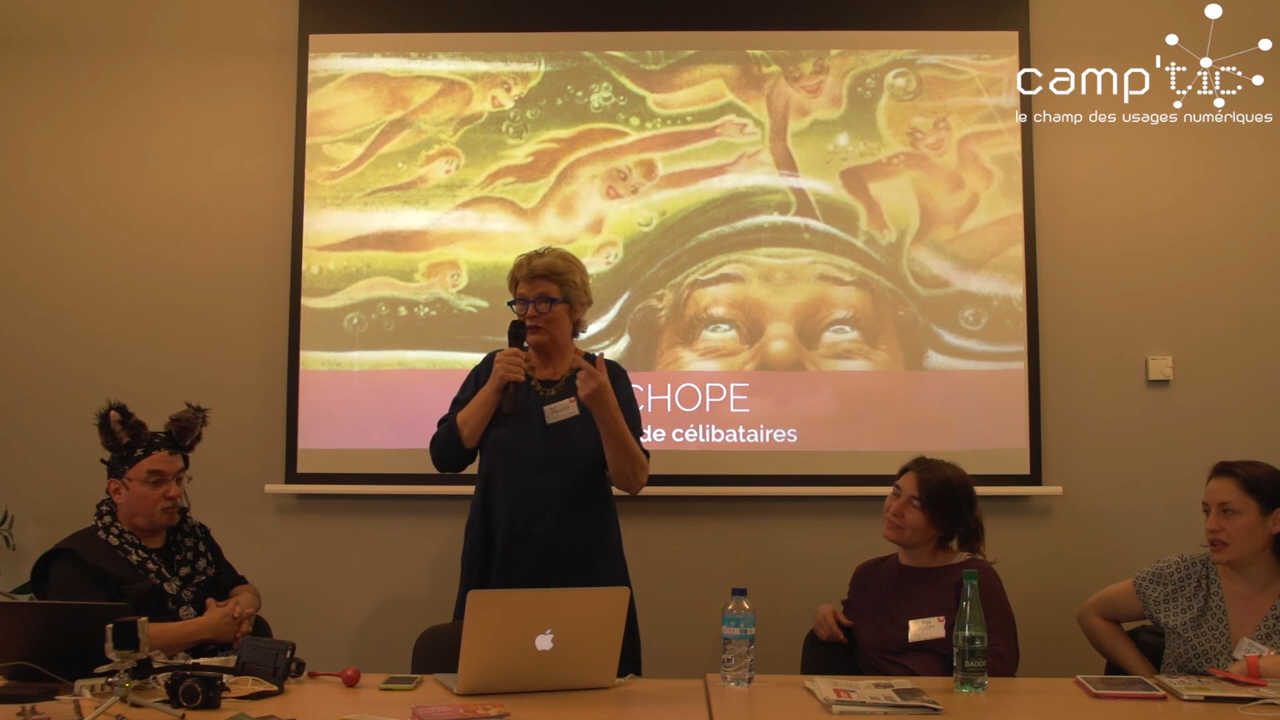 camp'tic
le champ des usages numériques
CHOPE
de célibataires
BADOIT